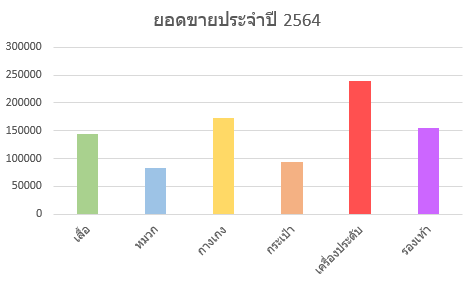 ยอดขายประจำปี 2564
300000
250000
200000
150000
100000
50000
0
เสื้อ
หมวก
กางเกง
กระเป๋า
เครื่องประดับ
รองเท้า